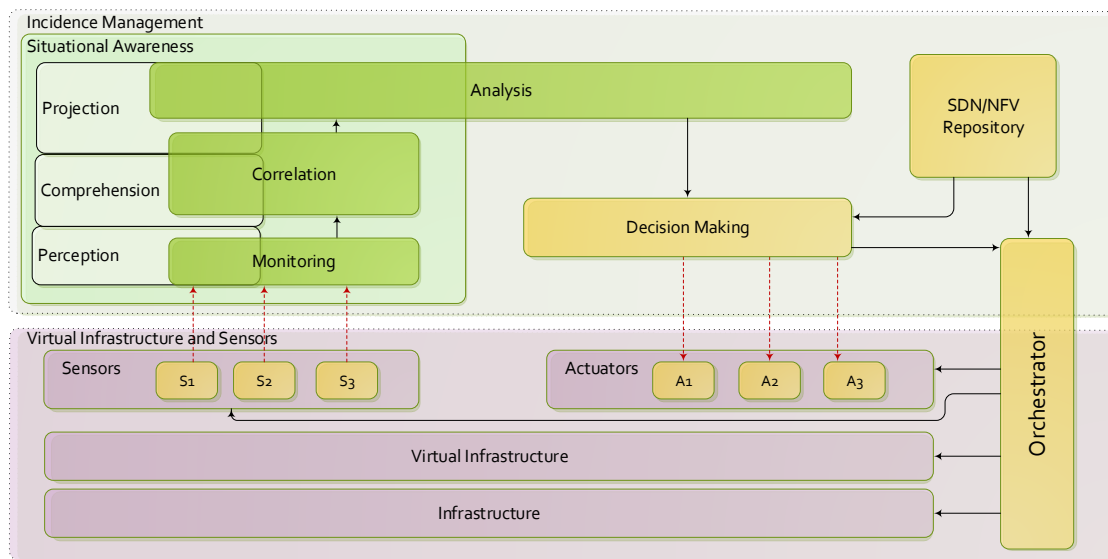 Incidence Management
Situational Awareness
Projection
Analysis
SDN/NFV
Repository
Comprehension
Correlation
Decision Making
Perception
Monitoring
Virtual Infrastructure and Sensors
Sensors
S1
S2
S3
Actuators
A1
A2
A3
Orchestrator
Virtual Infrastructure
Infrastructure